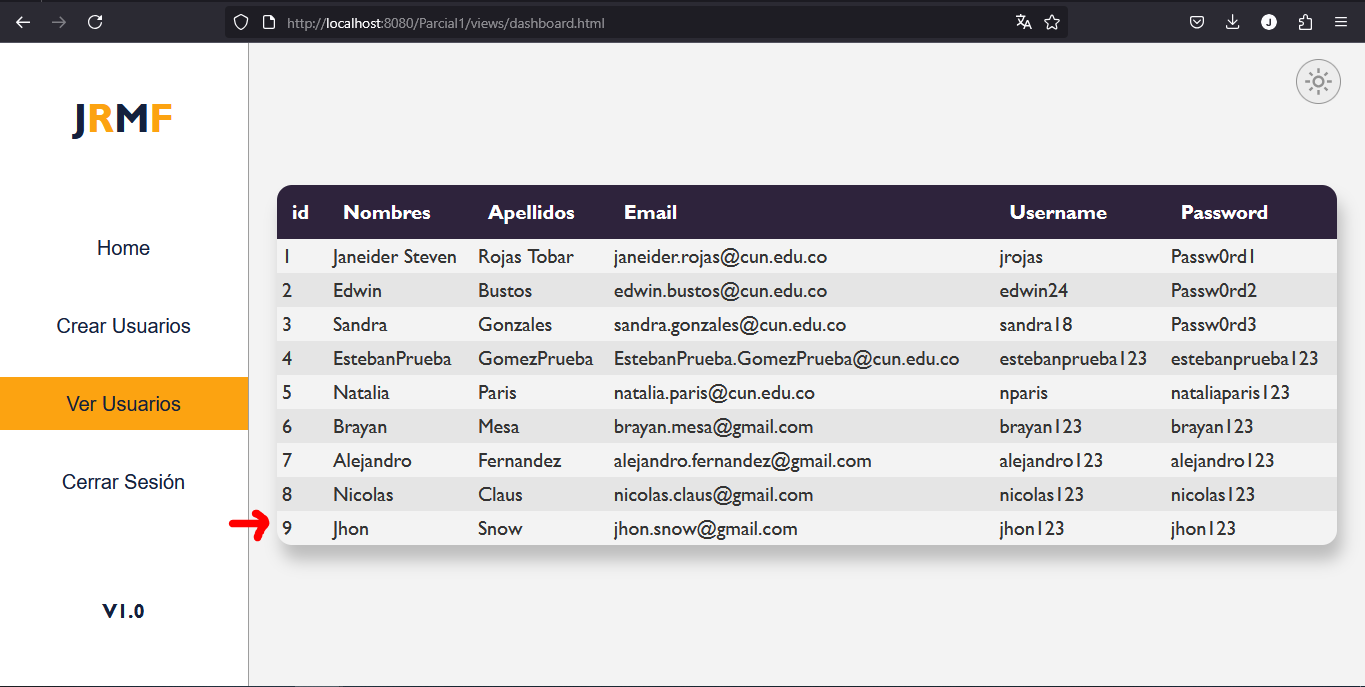 http://localhost:8080/Parcial1/views/dashboard.html
J
JRMF
Home
Crear Usuarios
Ver Usuarios
Cerrar Sesión
V1.0
id Nombres Apellidos Email Username Password
1 Janeider Steven Rojas Tobar janeider.rojas@cun.edu.co jrojas Passw0rd1
2 Edwin Bustos edwin.bustos@cun.edu.co edwin24 Passw0rd2
3 Sandra Gonzales sandra.gonzales@cun.edu.co sandra18 Passw0rd3
4 EstebanPrueba GomezPrueba EstebanPrueba.GomezPrueba@cun.edu.co estebanprueba123 estebanprueba123
5 Natalia Paris natalia.paris@cun.edu.co nparis nataliaparis123
6 Brayan Mesa brayan.mesa@gmail.com brayan123 brayan123
7 Alejandro Fernandez alejandro.fernandez@gmail.com alejandro123 alejandro123
8 Nicolas Claus nicolas.claus@gmail.com nicolas123 nicolas123
9 Jhon Snow jhon.snow@gmail.com jhon123 jhon123